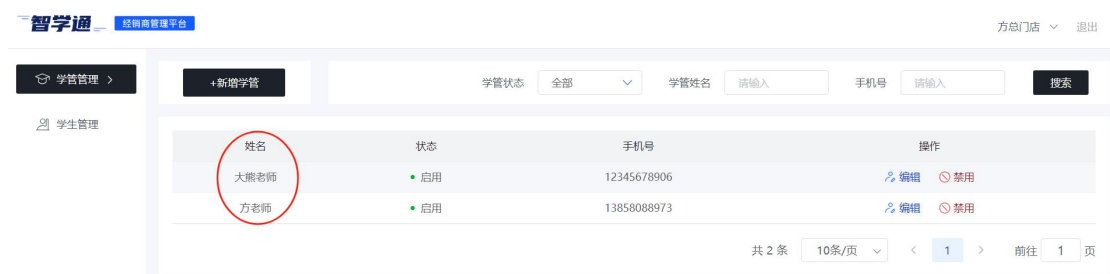 智学通 经销商管理平台 方总门店 退出
学管管理
学生管理
+新增学管 学管状态 全部 学管姓名 请输入 手机号 请输入 搜索
姓名 状态 手机号 操作
大熊老师 启用 12345678906 编辑 禁用
方老师 启用 13858088973 编辑 禁用
共 2 条 10条/页 1 前往 1 页